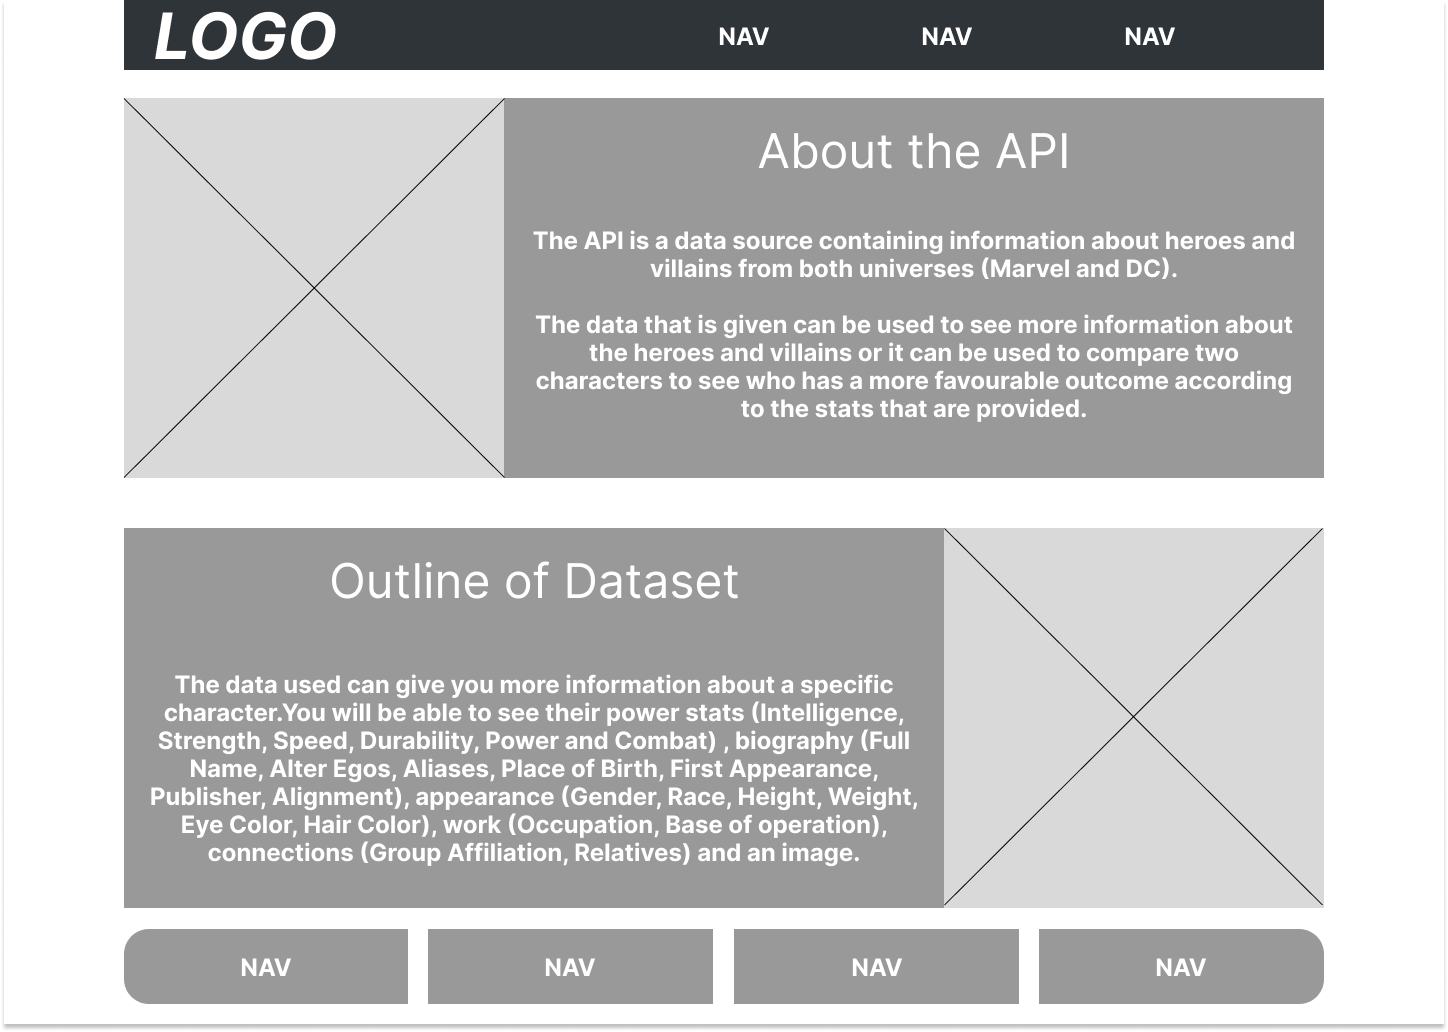 LOGO
NAV NAV NAV
About the API
The API is a data source containing information about heroes and
villains from both universes (Marvel and DC).
The data that is given can be used to see more information about
the heroes and villains or it can be used to compare two
characters to see who has a more favourable outcome according
to the stats that are provided.
Outline of Dataset
The data used can give you more information about a specific
character.You will be able to see their power stats (Intelligence,
Strength, Speed, Durability, Power and Combat) , biography (Full
Name, Alter Egos, Aliases, Place of Birth, First Appearance,
Publisher, Alignment), appearance (Gender, Race, Height, Weight,
Eye Color, Hair Color), work (Occupation, Base of operation),
connections (Group Affiliation, Relatives) and an image.
NAV NAV NAV NAV